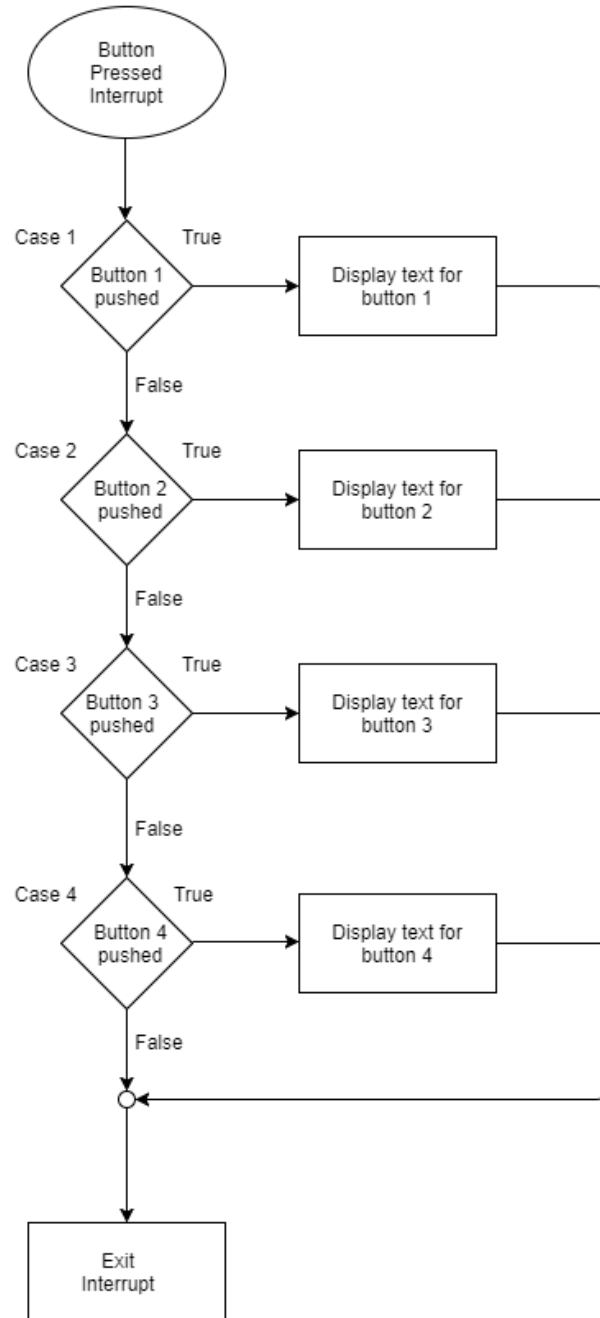 Button
Pressed
Interrupt
Case 1
True
Button 1
pushed
Display text for
button 1
False
Case 2
True
Button 2
pushed
Display text for
button 2
False
Case 3
True
Button 3
pushed
Display text for
button 3
False
Case 4
True
Button 4
pushed
Display text for
button 4
False
Exit
Interrupt